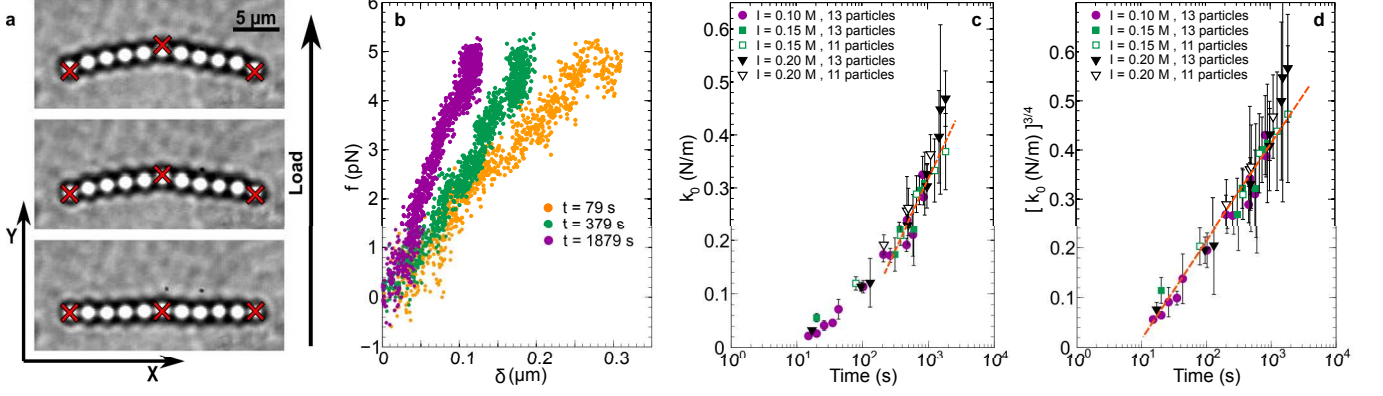 a
5 µm
Load
Y
X
b
f (pN)
6
5
4
3
2
1
0
−1
0
0.1
0.2
0.3
δ (µm)
t = 79 s
t = 379 s
t = 1879 s
c
I = 0.10 M , 13 particles
I = 0.15 M , 13 particles
I = 0.15 M , 11 particles
I = 0.20 M , 13 particles
I = 0.20 M , 11 particles
k0 (N/m)
0.6
0.5
0.4
0.3
0.2
0.1
0
10^0
10^1
10^2
10^3
10^4
Time (s)
d
I = 0.10 M , 13 particles
I = 0.15 M , 13 particles
I = 0.15 M , 11 particles
I = 0.20 M , 13 particles
I = 0.20 M , 11 particles
[ k0 (N/m) ]^3/4
0.7
0.6
0.5
0.4
0.3
0.2
0.1
0
10^0
10^1
10^2
10^3
10^4
Time (s)